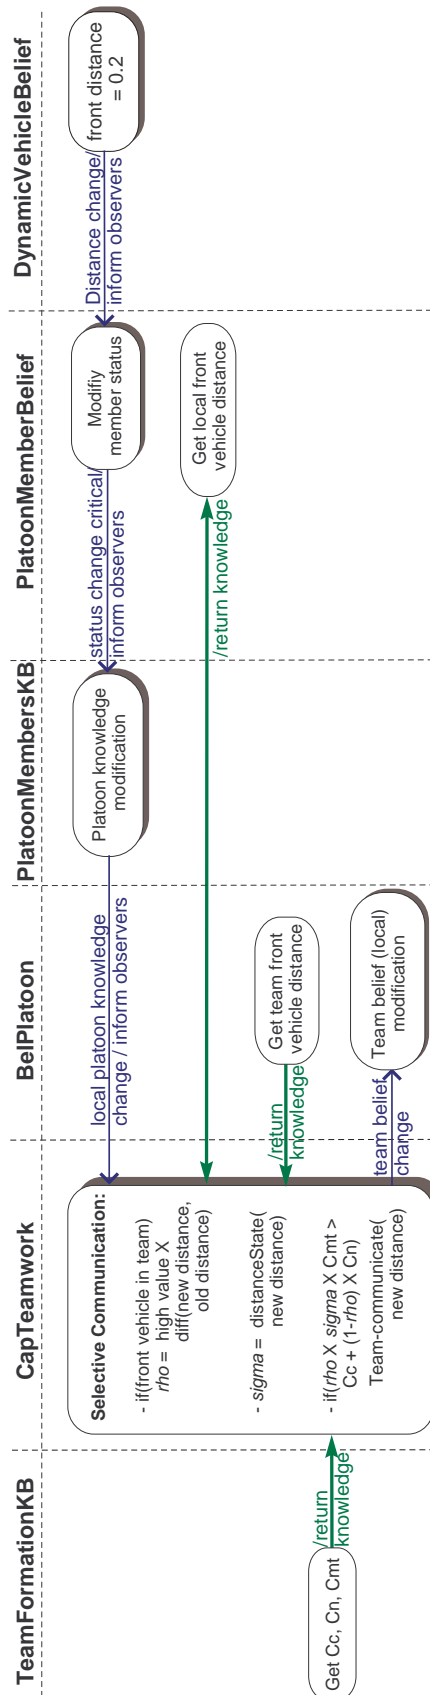 TeamFormationKB
CapTeamwork
BelPlatoon
PlatoonMembersKB
PlatoonMemberBelief
DynamicVehicleBelief
front distance
= 0.2
Distance change/
inform observers
Modifiy
member status
status change critical/
inform observers
Platoon knowledge
modification
local platoon knowledge
change / inform observers
Selective Communication:
- if(front vehicle in team)
rho = high value X
diff(new distance,
old distance)
- sigma = distanceState(
new distance)
- if(rho X sigma X Cmt >
Cc + (1-rho) X Cn)
Team-communicate(
new distance)
Get local front
vehicle distance
/return knowledge
Get team front
vehicle distance
/return
knowledge
Team belief (local)
modification
team belief
change
Get Cc, Cn, Cmt
/return
knowledge